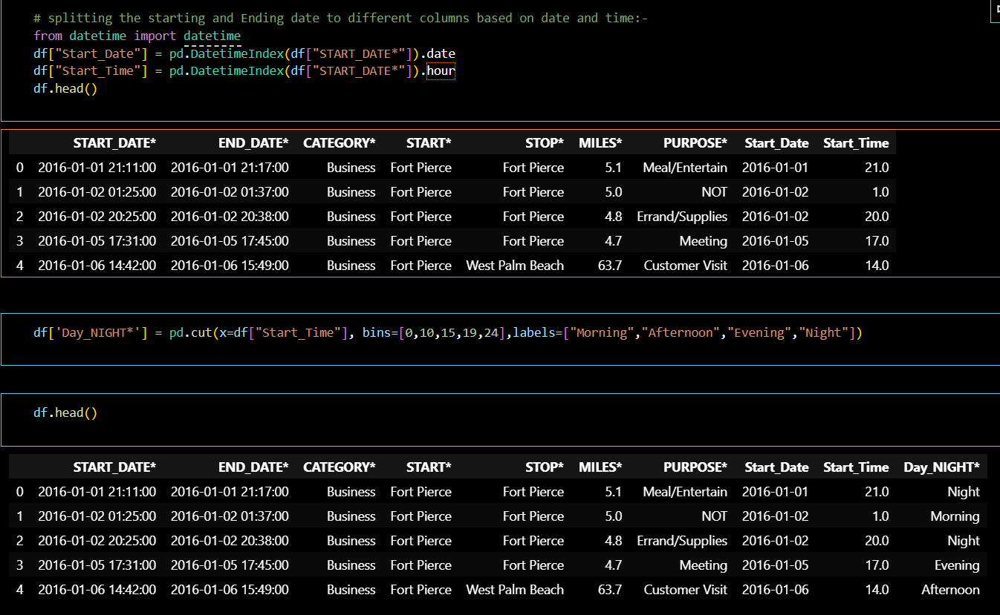 # splitting the starting and Ending date to different columns based on date and time:-
from datetime import datetime
df["Start_Date"] = pd.DatetimeIndex(df["START_DATE*"]).date
df["Start_Time"] = pd.DatetimeIndex(df["START_DATE*"]).hour
df.head()
START_DATE* END_DATE* CATEGORY* START* STOP* MILES* PURPOSE* Start_Date Start_Time
0 2016-01-01 21:11:00 2016-01-01 21:17:00 Business Fort Pierce Fort Pierce 5.1 Meal/Entertain 2016-01-01 21.0
1 2016-01-02 01:25:00 2016-01-02 01:37:00 Business Fort Pierce Fort Pierce 5.0 NOT 2016-01-02 1.0
2 2016-01-02 20:25:00 2016-01-02 20:38:00 Business Fort Pierce Fort Pierce 4.8 Errand/Supplies 2016-01-02 20.0
3 2016-01-05 17:31:00 2016-01-05 17:45:00 Business Fort Pierce Fort Pierce 4.7 Meeting 2016-01-05 17.0
4 2016-01-06 14:42:00 2016-01-06 15:49:00 Business Fort Pierce West Palm Beach 63.7 Customer Visit 2016-01-06 14.0
df['Day_NIGHT*'] = pd.cut(x=df["Start_Time"], bins=[0,10,15,19,24],labels=["Morning","Afternoon","Evening","Night"])
df.head()
START_DATE* END_DATE* CATEGORY* START* STOP* MILES* PURPOSE* Start_Date Start_Time Day_NIGHT*
0 2016-01-01 21:11:00 2016-01-01 21:17:00 Business Fort Pierce Fort Pierce 5.1 Meal/Entertain 2016-01-01 21.0 Night
1 2016-01-02 01:25:00 2016-01-02 01:37:00 Business Fort Pierce Fort Pierce 5.0 NOT 2016-01-02 1.0 Morning
2 2016-01-02 20:25:00 2016-01-02 20:38:00 Business Fort Pierce Fort Pierce 4.8 Errand/Supplies 2016-01-02 20.0 Night
3 2016-01-05 17:31:00 2016-01-05 17:45:00 Business Fort Pierce Fort Pierce 4.7 Meeting 2016-01-05 17.0 Evening
4 2016-01-06 14:42:00 2016-01-06 15:49:00 Business Fort Pierce West Palm Beach 63.7 Customer Visit 2016-01-06 14.0 Afternoon